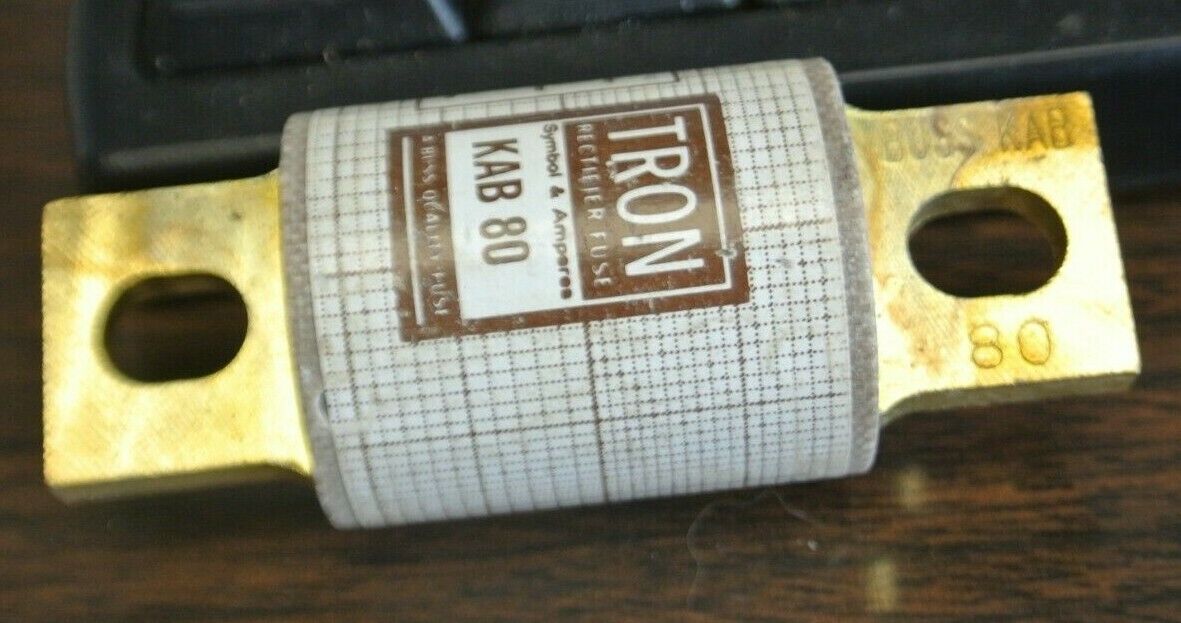 TRON
RECTIFIER FUSE
Symbol & Amperes
KAB 80
A BUSS QUALITY FUSE
BUSS KAB
80